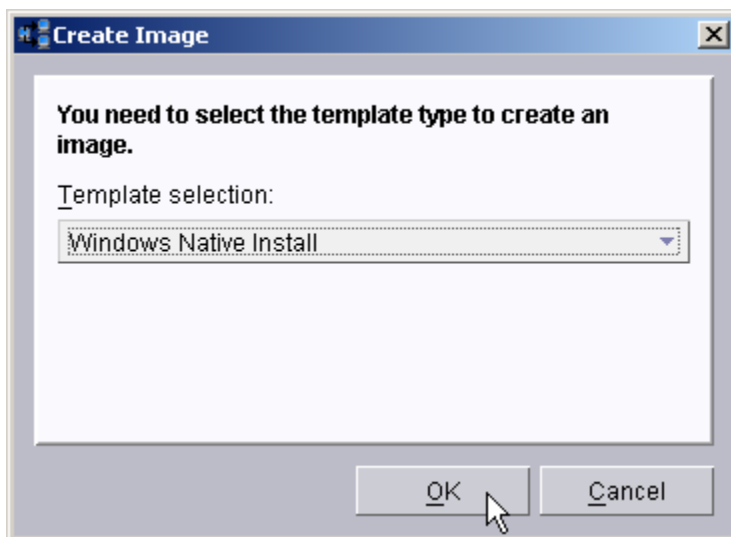 Create Image
You need to select the template type to create an
image.
Template selection:
Windows Native Install
OK
Cancel